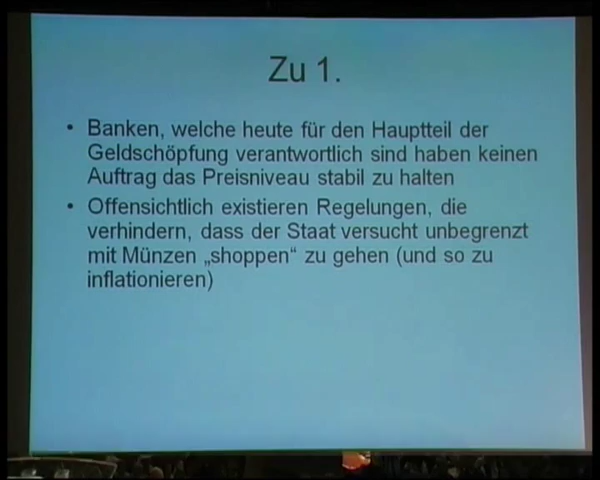 Zu 1.
• Banken, welche heute für den Hauptteil der
Geldschöpfung verantwortlich sind haben keinen
Auftrag das Preisniveau stabil zu halten
• Offensichtlich existieren Regelungen, die
verhindern, dass der Staat versucht unbegrenzt
mit Münzen „shoppen“ zu gehen (und so zu
inflationieren)